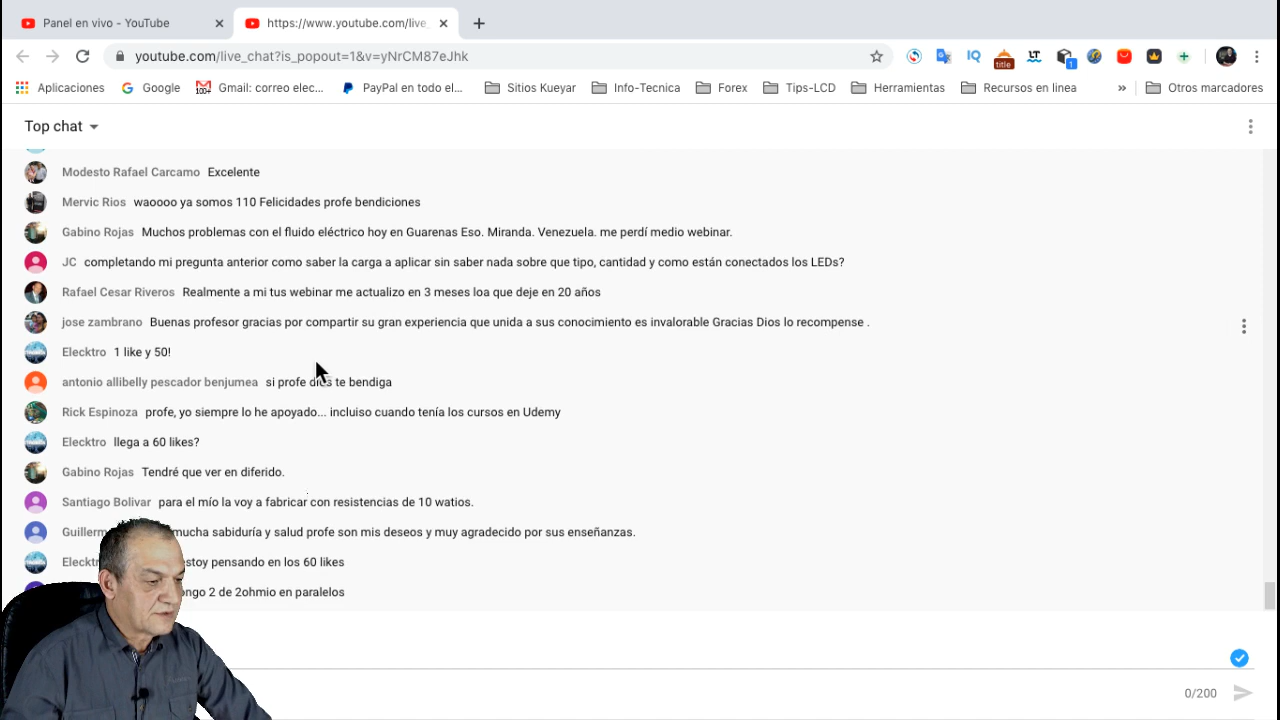 Panel en vivo - YouTube
https://www.youtube.com/live_
youtube.com/live_chat?is_popout=1&v=yNrCM87eJhk
title
IQ
LT
1
Aplicaciones
Google
100+
Gmail: correo elec...
PayPal en todo el...
Sitios Kueyar
Info-Tecnica
Forex
Tips-LCD
Herramientas
Recursos en linea
»
Otros marcadores
Top chat
Modesto Rafael Carcamo Excelente
Mervic Rios waoooo ya somos 110 Felicidades profe bendiciones
Gabino Rojas Muchos problemas con el fluido eléctrico hoy en Guarenas Eso. Miranda. Venezuela. me perdí medio webinar.
JC completando mi pregunta anterior como saber la carga a aplicar sin saber nada sobre que tipo, cantidad y como están conectados los LEDs?
Rafael Cesar Riveros Realmente a mi tus webinar me actualizo en 3 meses loa que deje en 20 años
jose zambrano Buenas profesor gracias por compartir su gran experiencia que unida a sus conocimiento es invalorable Gracias Dios lo recompense .
Elecktro 1 like y 50!
antonio allibelly pescador benjumea si profe dios te bendiga
Rick Espinoza profe, yo siempre lo he apoyado... incluiso cuando tenía los cursos en Udemy
Elecktro llega a 60 likes?
Gabino Rojas Tendré que ver en diferido.
Santiago Bolivar para el mío la voy a fabricar con resistencias de 10 watios.
Guillerm mucha sabiduría y salud profe son mis deseos y muy agradecido por sus enseñanzas.
Eleckt estoy pensando en los 60 likes
ongo 2 de 2ohmio en paralelos
0/200